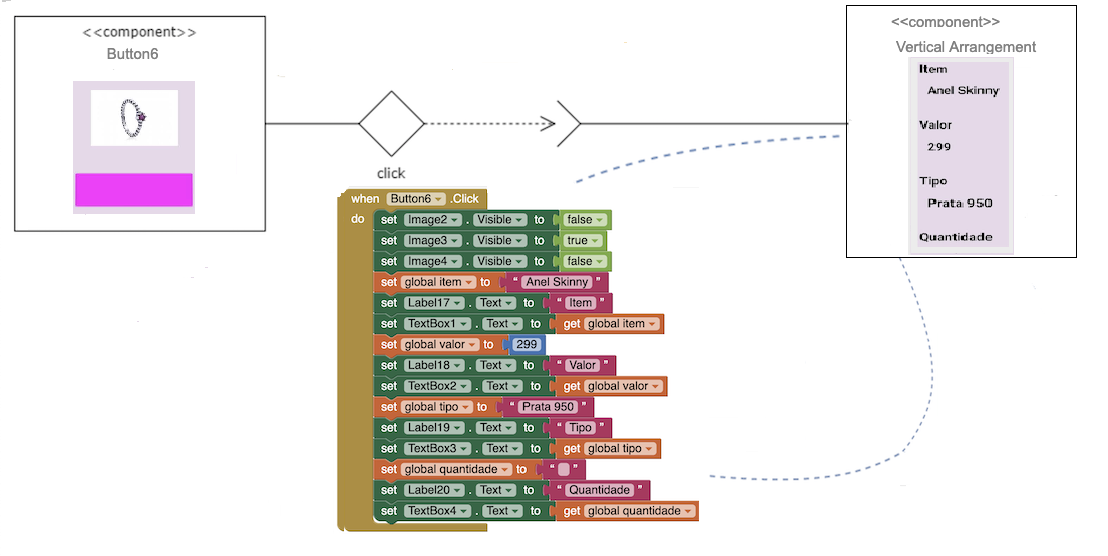 <<component>>
Button6
click
<<component>>
Vertical Arrangement
Item
Anel Skinny
Valor
299
Tipo
Prata 950
Quantidade
when Button6 .Click
do set Image2 . Visible to false
set Image3 . Visible to true
set Image4 . Visible to false
set global item to " Anel Skinny "
set Label17 . Text to " Item "
set TextBox1 . Text to get global item
set global valor to 299
set Label18 . Text to " Valor "
set TextBox2 . Text to get global valor
set global tipo to " Prata 950 "
set Label19 . Text to " Tipo "
set TextBox3 . Text to get global tipo
set global quantidade to " "
set Label20 . Text to " Quantidade "
set TextBox4 . Text to get global quantidade